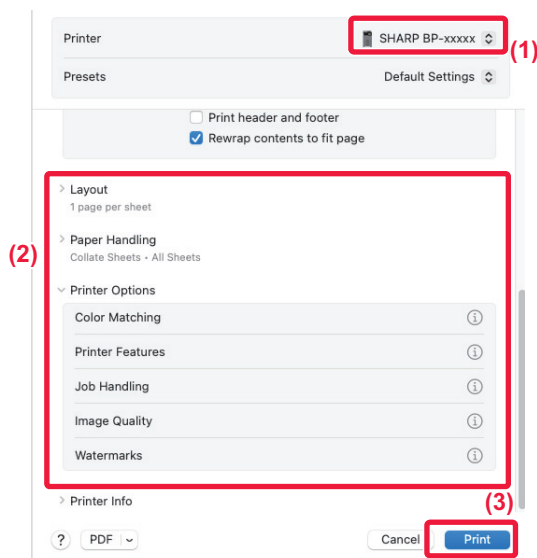 Printer
SHARP BP-xxxxx
(1)
Presets
Default Settings
Print header and footer
Rewrap contents to fit page
(2)
Layout
1 page per sheet
Paper Handling
Collate Sheets • All Sheets
Printer Options
Color Matching
Printer Features
Job Handling
Image Quality
Watermarks
Printer Info
(3)
?
PDF
Cancel
Print